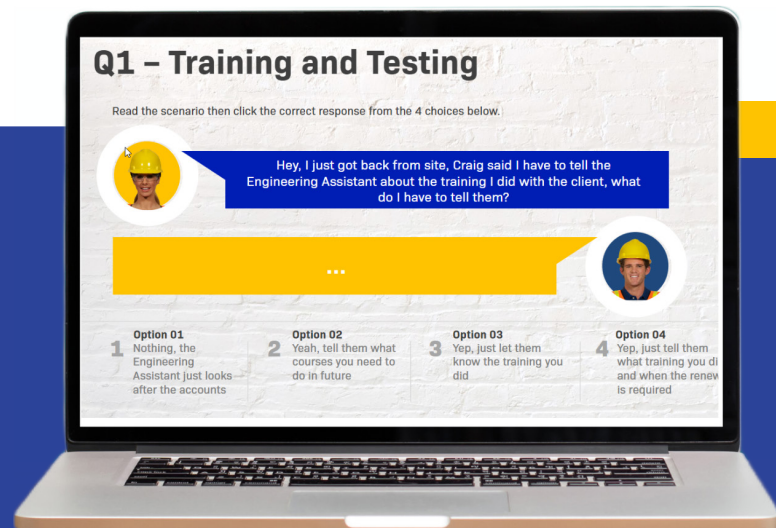 Q1 – Training and Testing
Read the scenario then click the correct response from the 4 choices below.
Hey, I just got back from site, Craig said I have to tell the
Engineering Assistant about the training I did with the client, what
do I have to tell them?
...
1
Option 01
Nothing, the
Engineering
Assistant just looks
after the accounts
2
Option 02
Yeah, tell them what
courses you need to
do in future
3
Option 03
Yep, just let them
know the training you
did
4
Option 04
Yep, just tell them
what training you di
and when the renew
is required